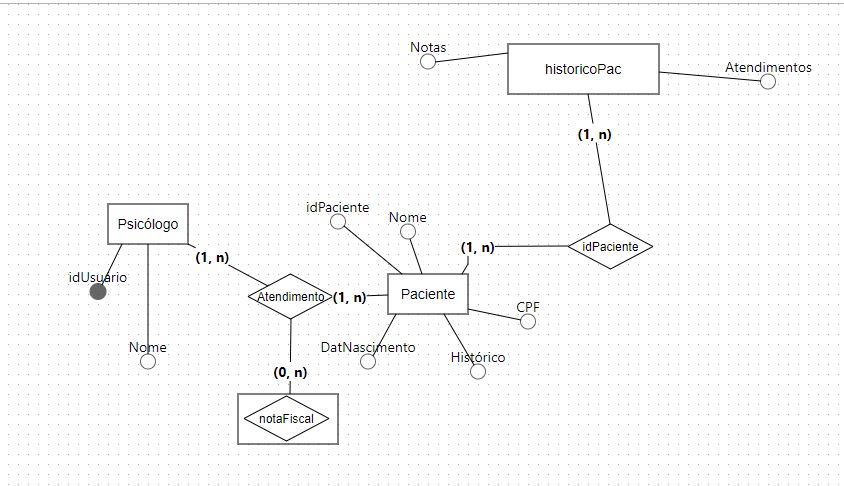 Notas
historicoPac
Atendimentos
(1, n)
idPaciente
Nome
Psicólogo
(1, n)
(1, n)
idPaciente
idUsuário
Atendimento
(1, n)
Paciente
CPF
Nome
DatNascimento
Histórico
(0, n)
notaFiscal